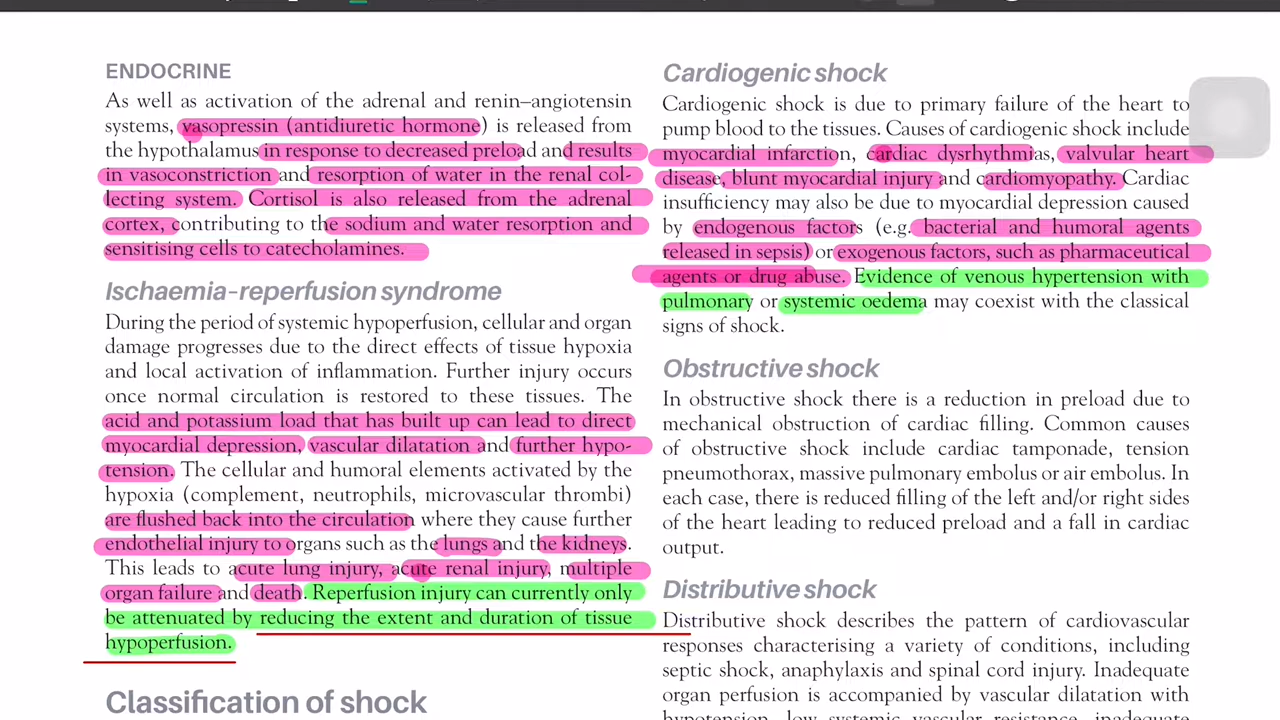 ENDOCRINE
As well as activation of the adrenal and renin–angiotensin
systems, vasopressin (antidiuretic hormone) is released from
the hypothalamus in response to decreased preload and results
in vasoconstriction and resorption of water in the renal col-
lecting system. Cortisol is also released from the adrenal
cortex, contributing to the sodium and water resorption and
sensitising cells to catecholamines.
Ischaemia–reperfusion syndrome
During the period of systemic hypoperfusion, cellular and organ
damage progresses due to the direct effects of tissue hypoxia
and local activation of inflammation. Further injury occurs
once normal circulation is restored to these tissues. The
acid and potassium load that has built up can lead to direct
myocardial depression, vascular dilatation and further hypo-
tension. The cellular and humoral elements activated by the
hypoxia (complement, neutrophils, microvascular thrombi)
are flushed back into the circulation where they cause further
endothelial injury to organs such as the lungs and the kidneys.
This leads to acute lung injury, acute renal injury, multiple
organ failure and death. Reperfusion injury can currently only
be attenuated by reducing the extent and duration of tissue
hypoperfusion.
Classification of shock
Cardiogenic shock
Cardiogenic shock is due to primary failure of the heart to
pump blood to the tissues. Causes of cardiogenic shock include
myocardial infarction, cardiac dysrhythmias, valvular heart
disease, blunt myocardial injury and cardiomyopathy. Cardiac
insufficiency may also be due to myocardial depression caused
by endogenous factors (e.g. bacterial and humoral agents
released in sepsis) or exogenous factors, such as pharmaceutical
agents or drug abuse. Evidence of venous hypertension with
pulmonary or systemic oedema may coexist with the classical
signs of shock.
Obstructive shock
In obstructive shock there is a reduction in preload due to
mechanical obstruction of cardiac filling. Common causes
of obstructive shock include cardiac tamponade, tension
pneumothorax, massive pulmonary embolus or air embolus. In
each case, there is reduced filling of the left and/or right sides
of the heart leading to reduced preload and a fall in cardiac
output.
Distributive shock
Distributive shock describes the pattern of cardiovascular
responses characterising a variety of conditions, including
septic shock, anaphylaxis and spinal cord injury. Inadequate
organ perfusion is accompanied by vascular dilatation with
hypotension, low systemic vascular resistance, inadequate